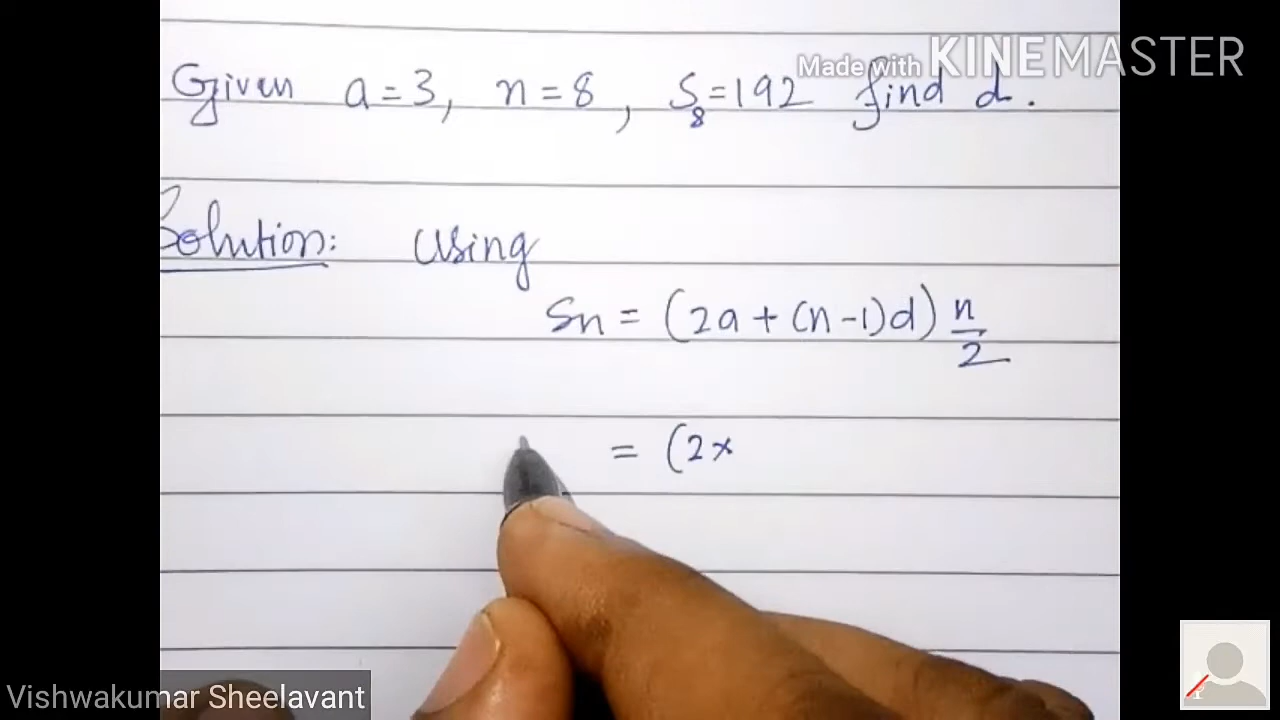 Made with KINEMASTER
Given a = 3, n = 8, S₈ = 192 find d.
Solution: Using
Sn = (2a + (n-1)d) n/2
= (2×
Vishwakumar Sheelavant